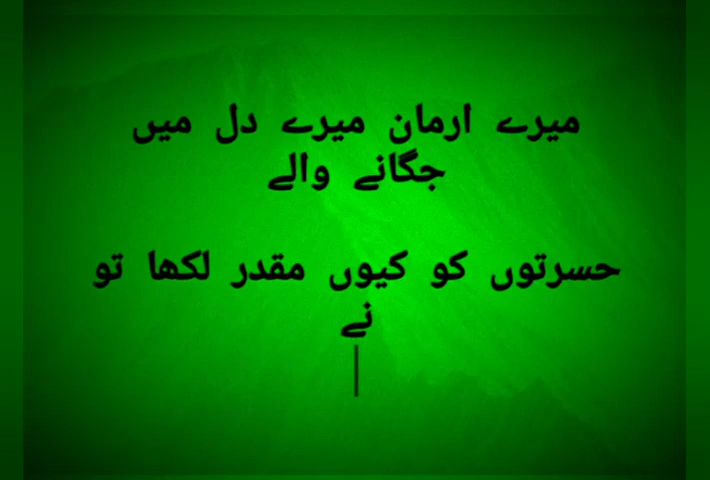 میرے ارمان میرے دل میں
جگانے والے
حسرتوں کو کیوں مقدر لکھا تو
نے